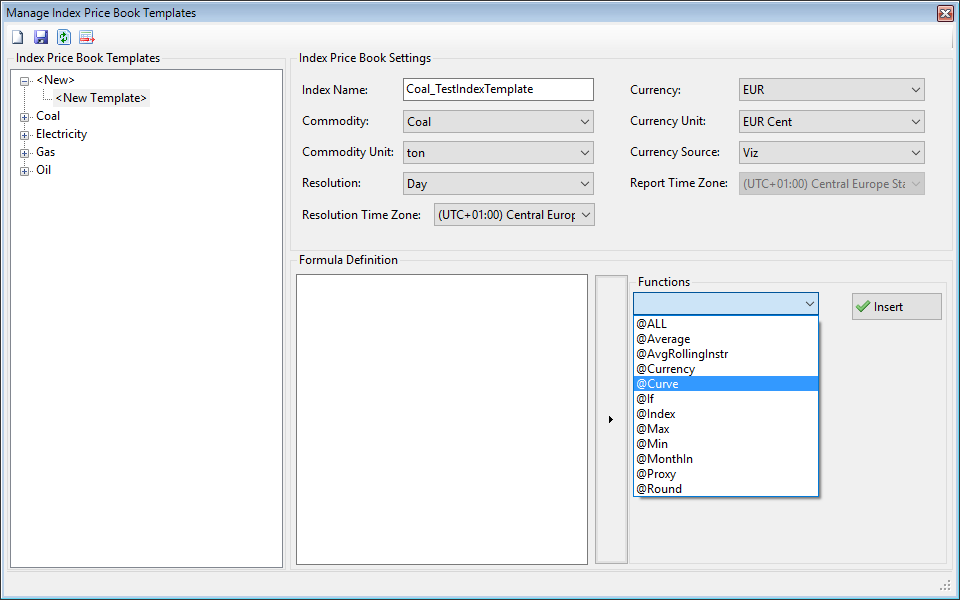 Manage Index Price Book Templates
Index Price Book Templates
<New>
<New Template>
Coal
Electricity
Gas
Oil
Index Price Book Settings
Index Name: Coal_TestIndexTemplate
Currency: EUR
Commodity: Coal
Currency Unit: EUR Cent
Commodity Unit: ton
Currency Source: Viz
Resolution: Day
Report Time Zone: (UTC+01:00) Central Europe Sta
Resolution Time Zone: (UTC+01:00) Central Europ
Formula Definition
Functions
Insert
@ALL
@Average
@AvgRollingInstr
@Currency
@Curve
@If
@Index
@Max
@Min
@MonthIn
@Proxy
@Round